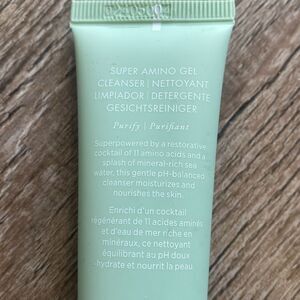 SUPER AMINO GEL
CLEANSER | NETTOYANT
LIMPIADOR | DETERGENTE
GESICHTSREINIGER
Purify | Purifiant
Superpowered by a restorative
cocktail of 11 amino acids and a
splash of mineral-rich sea
water, this gentle pH-balanced
cleanser moisturizes and
nourishes the skin.
Enrichi d'un cocktail
régénérant de 11 acides aminés
et d'eau de mer riche en
minéraux, ce nettoyant
équilibrant au pH doux
hydrate et nourrit la peau.